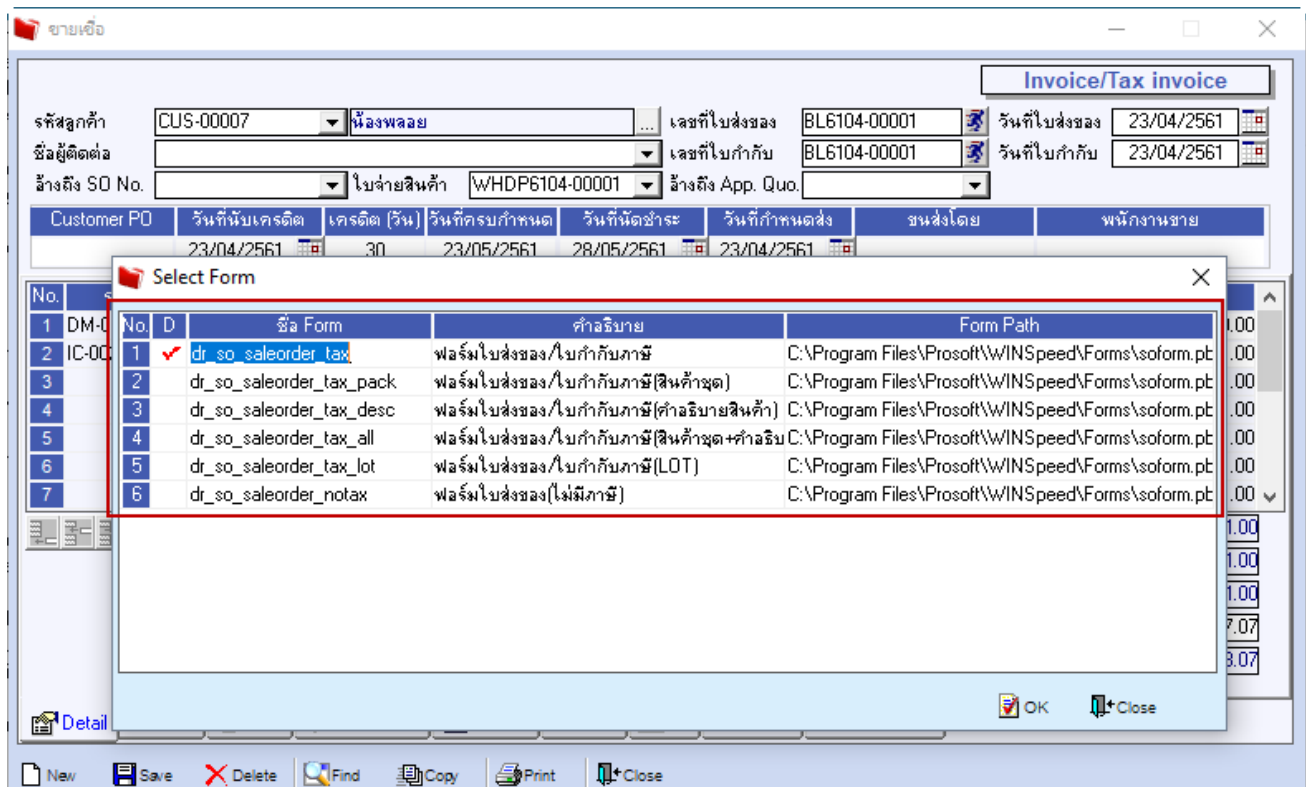 ขายเชื่อ
Invoice/Tax invoice
รหัสลูกค้า CUS-00007 น้องพลอย ... เลขที่ใบส่งของ BL6104-00001 วันที่ใบส่งของ 23/04/2561
ชื่อผู้ติดต่อ เลขที่ใบกำกับ BL6104-00001 วันที่ใบกำกับ 23/04/2561
อ้างถึง SO No. ใบจ่ายสินค้า WHDP6104-00001 อ้างถึง App. Quo.
Customer PO วันที่นับเครดิต เครดิต (วัน) วันที่ครบกำหนด วันที่นัดชำระ วันที่กำหนดส่ง ขนส่งโดย พนักงานขาย
23/04/2561 30 23/05/2561 28/05/2561 23/04/2561
Select Form
No.
1 DM-0
2 IC-00
3
4
5
6
7
No. D ชื่อ Form คำอธิบาย Form Path
1 dr_so_saleorder_tax ฟอร์มใบส่งของ/ใบกำกับภาษี C:\Program Files\Prosoft\WINSpeed\Forms\soform.pb
2 dr_so_saleorder_tax_pack ฟอร์มใบส่งของ/ใบกำกับภาษี(สินค้าชุด) C:\Program Files\Prosoft\WINSpeed\Forms\soform.pb
3 dr_so_saleorder_tax_desc ฟอร์มใบส่งของ/ใบกำกับภาษี(คำอธิบายสินค้า) C:\Program Files\Prosoft\WINSpeed\Forms\soform.pb
4 dr_so_saleorder_tax_all ฟอร์มใบส่งของ/ใบกำกับภาษี(สินค้าชุด+คำอธิบ C:\Program Files\Prosoft\WINSpeed\Forms\soform.pb
5 dr_so_saleorder_tax_lot ฟอร์มใบส่งของ/ใบกำกับภาษี(LOT) C:\Program Files\Prosoft\WINSpeed\Forms\soform.pb
6 dr_so_saleorder_notax ฟอร์มใบส่งของ(ไม่มีภาษี) C:\Program Files\Prosoft\WINSpeed\Forms\soform.pb
.00
.00
.00
.00
.00
.00
.00
1.00
1.00
1.00
7.07
3.07
OK Close
Detail
New Save Delete Find Copy Print Close